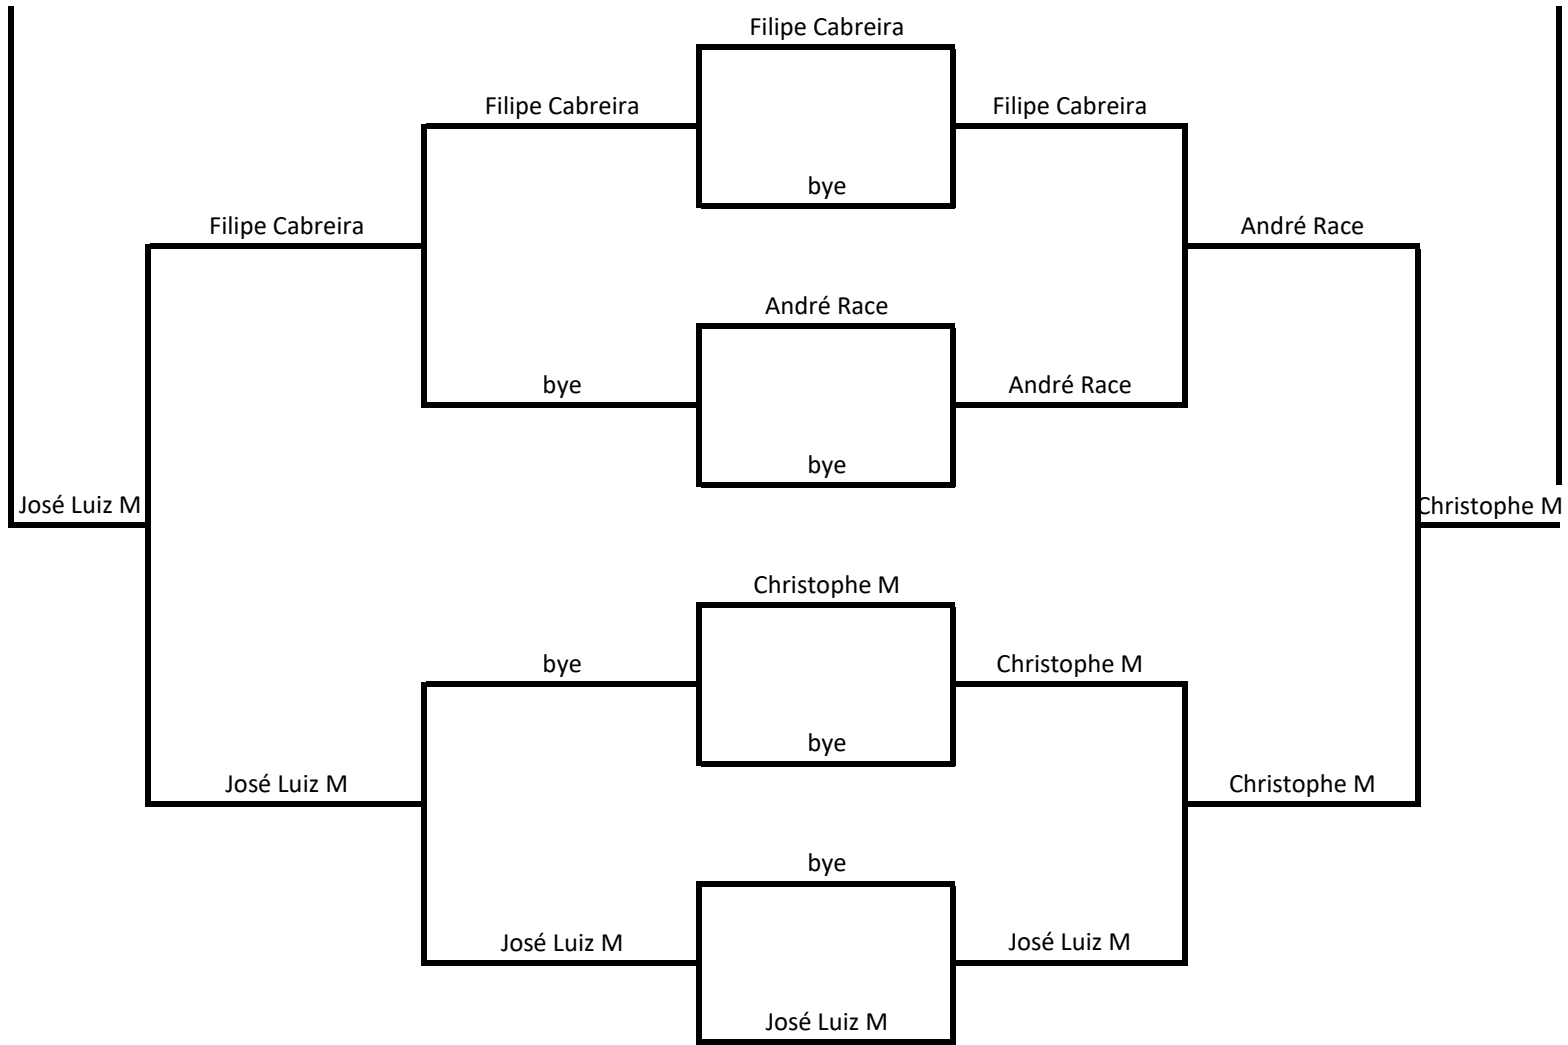 Filipe Cabreira
Filipe Cabreira
Filipe Cabreira
bye
Filipe Cabreira
André Race
André Race
bye
André Race
bye
José Luiz M
Christophe M
Christophe M
bye
Christophe M
bye
José Luiz M
Christophe M
bye
José Luiz M
José Luiz M
José Luiz M